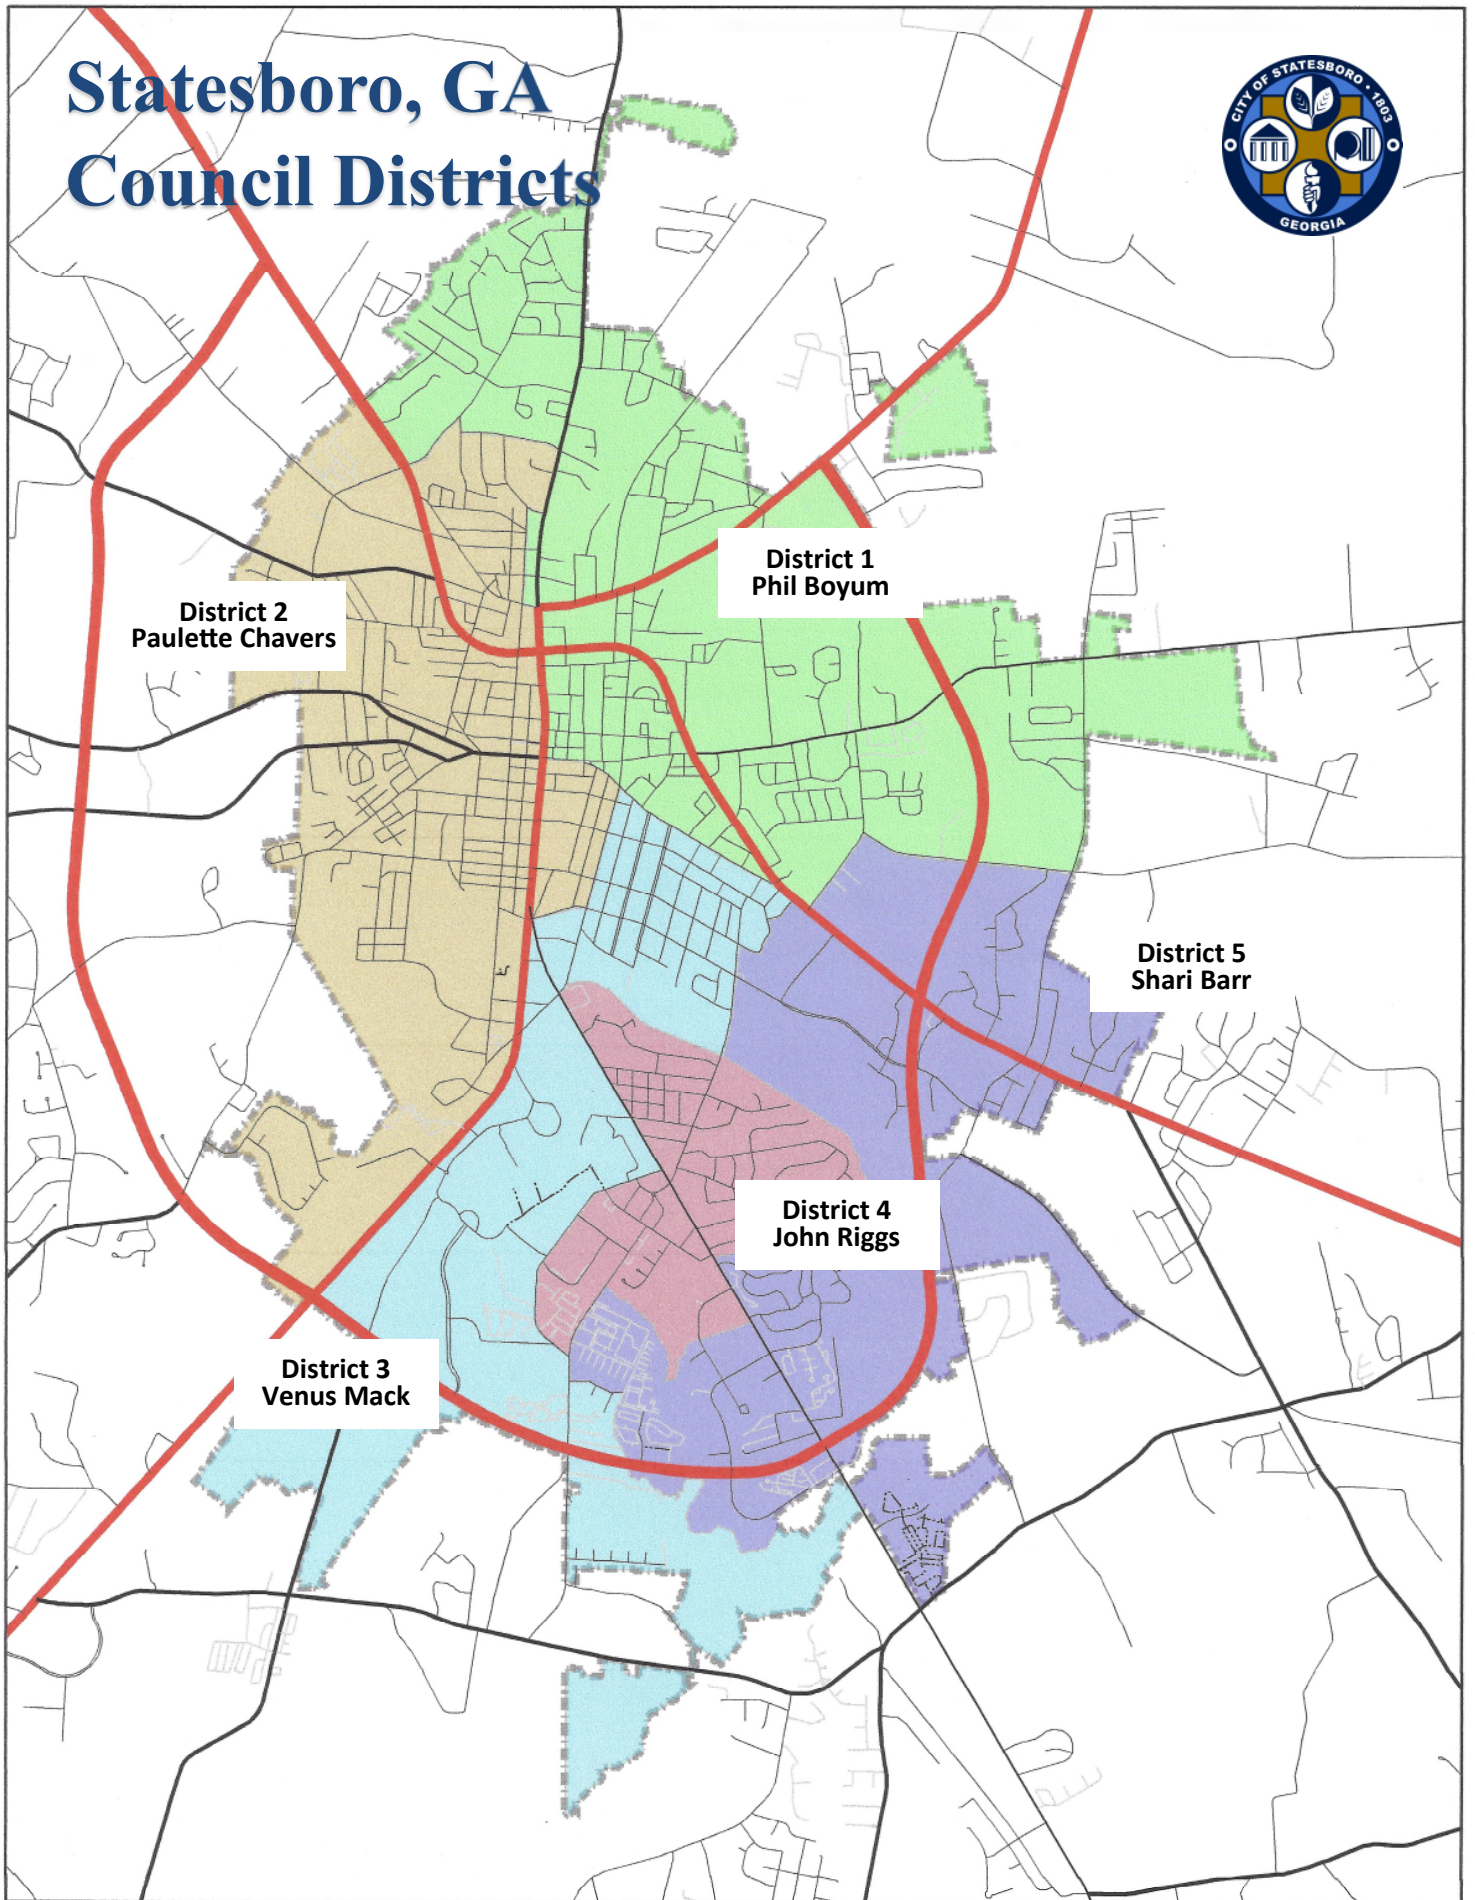 Statesboro, GA
Council Districts
CITY OF STATESBORO • 1803
GEORGIA
District 1
Phil Boyum
District 2
Paulette Chavers
District 5
Shari Barr
District 4
John Riggs
District 3
Venus Mack